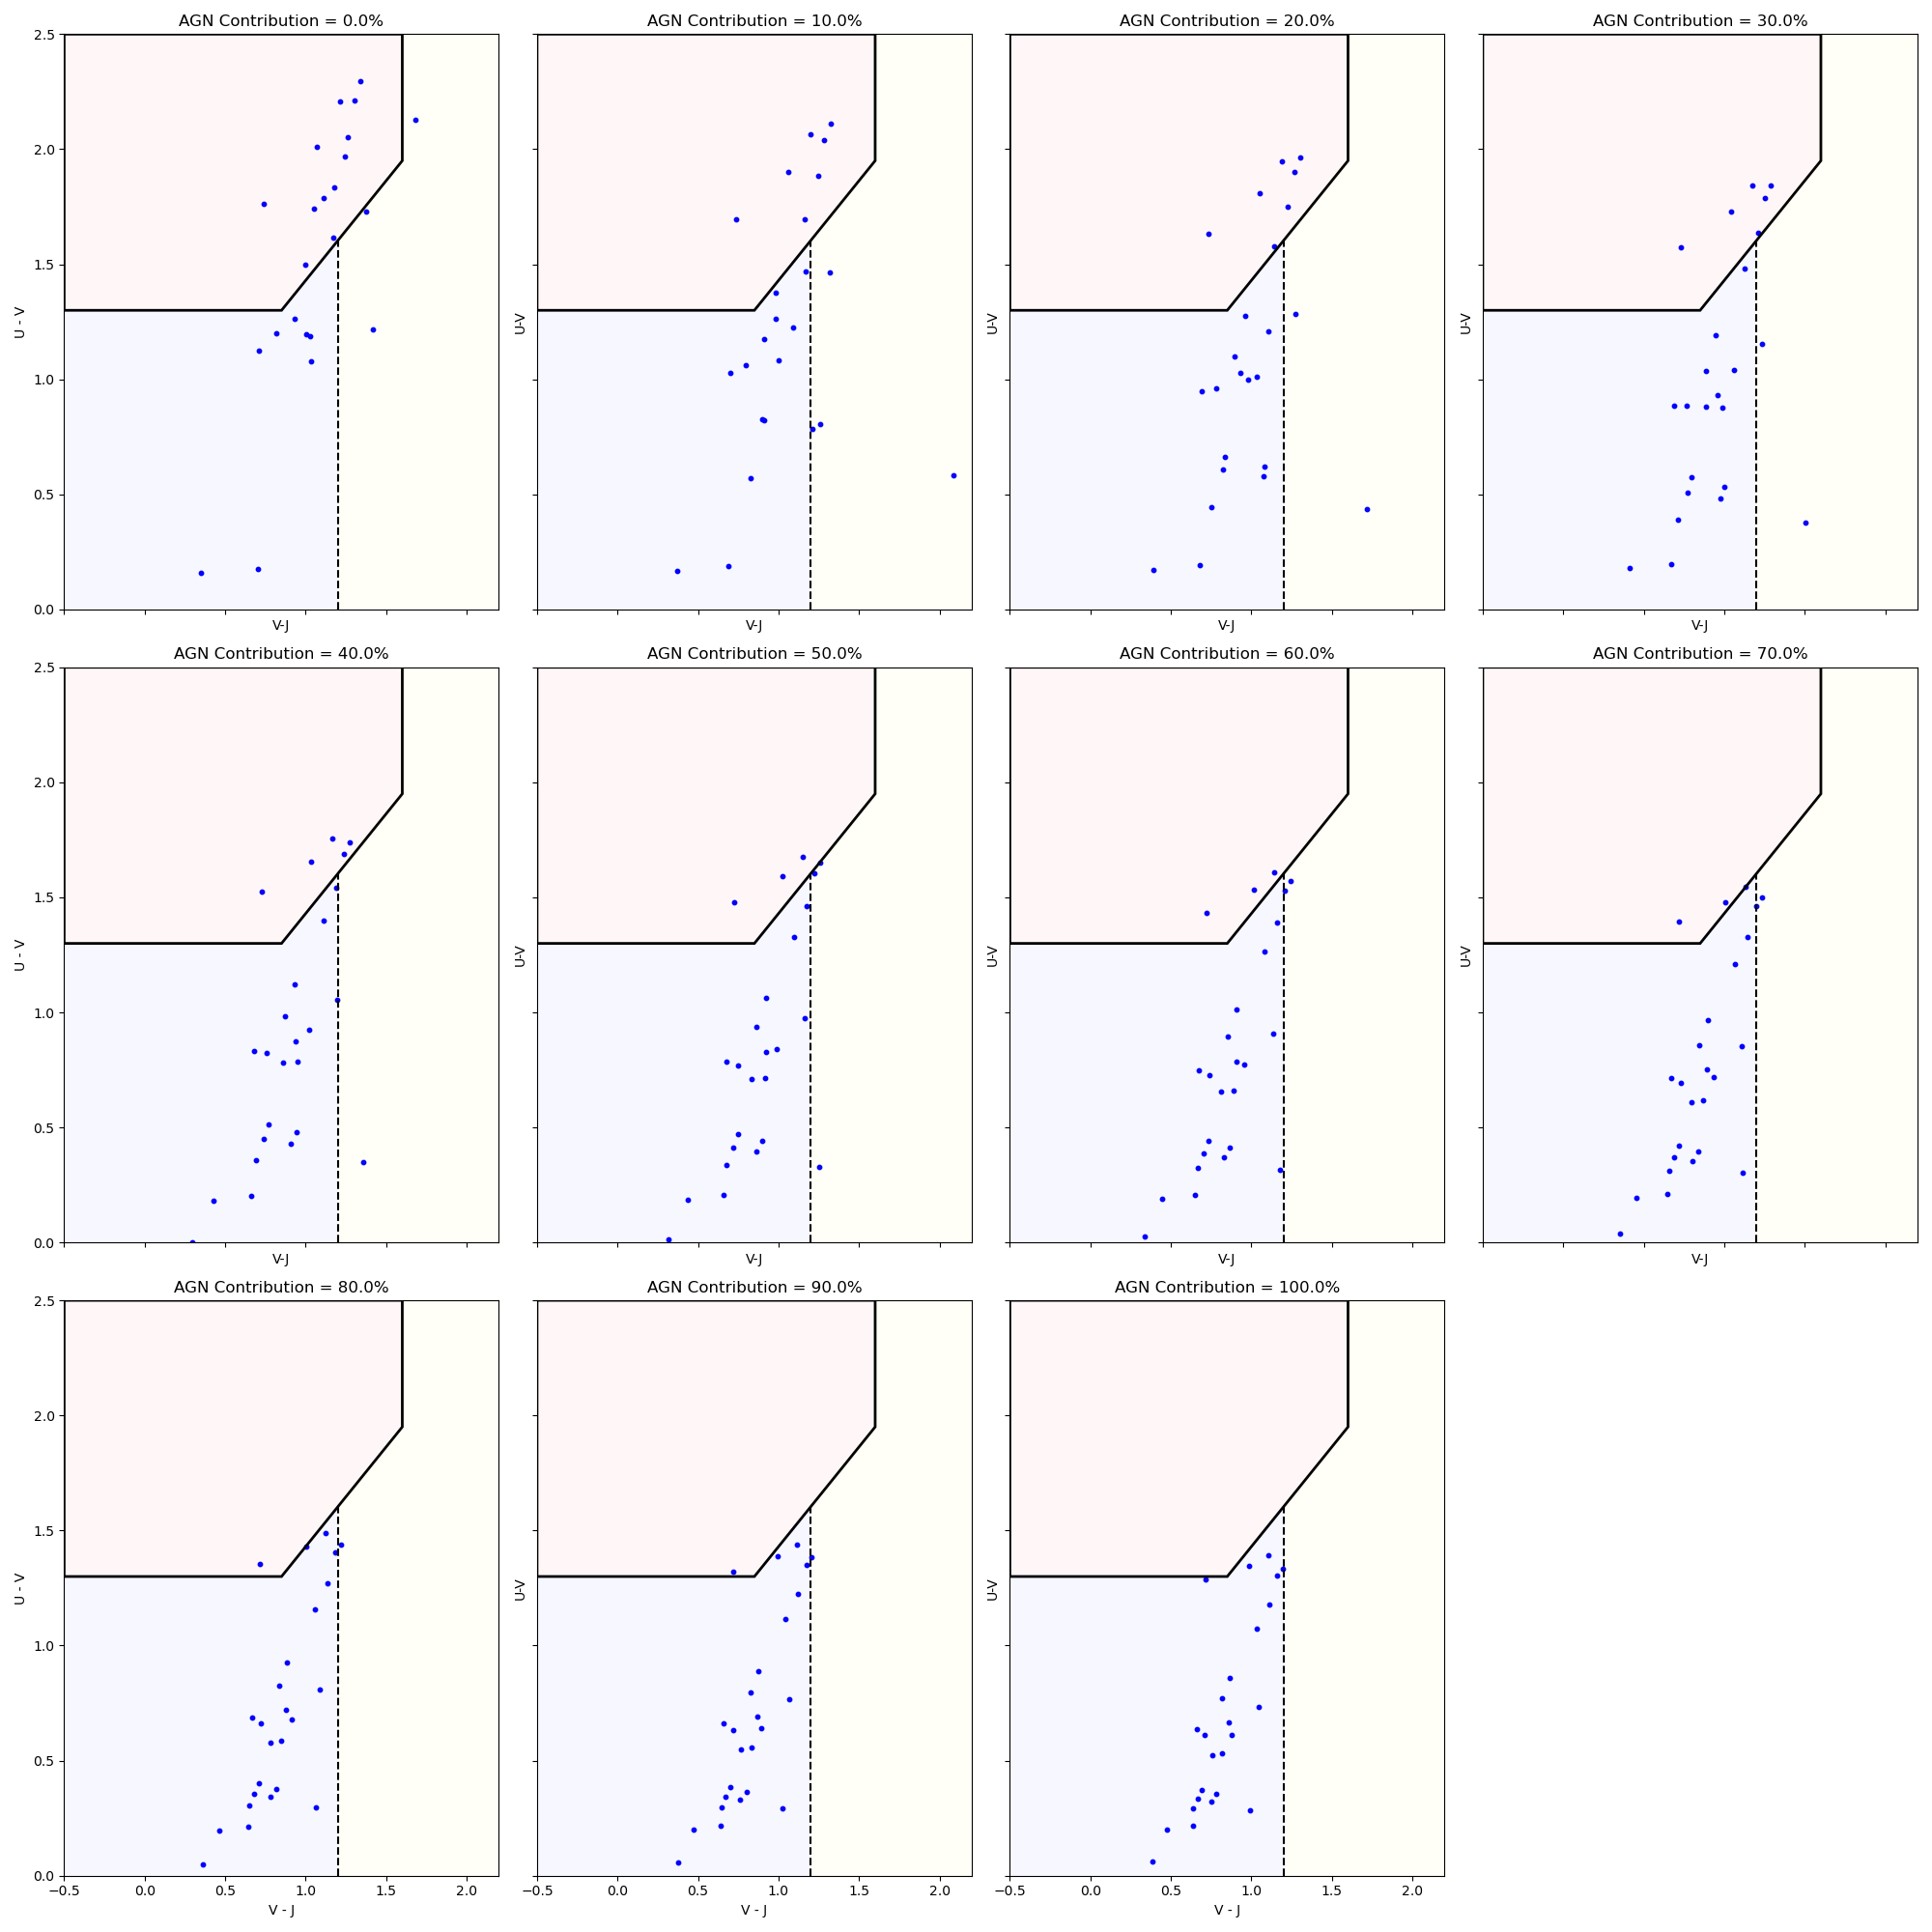 AGN Contribution = 0.0% AGN Contribution = 10.0% AGN Contribution = 20.0% AGN Contribution = 30.0%
2.5
2.0
1.5
U - V U-V U-V U-V
1.0
0.5
0.0
V-J V-J V-J V-J
AGN Contribution = 40.0% AGN Contribution = 50.0% AGN Contribution = 60.0% AGN Contribution = 70.0%
2.5
2.0
1.5
U - V U-V U-V U-V
1.0
0.5
0.0
V-J V-J V-J V-J
AGN Contribution = 80.0% AGN Contribution = 90.0% AGN Contribution = 100.0%
2.5
2.0
1.5
U - V U-V U-V
1.0
0.5
0.0
−0.5 0.0 0.5 1.0 1.5 2.0 −0.5 0.0 0.5 1.0 1.5 2.0 −0.5 0.0 0.5 1.0 1.5 2.0
V - J V - J V - J